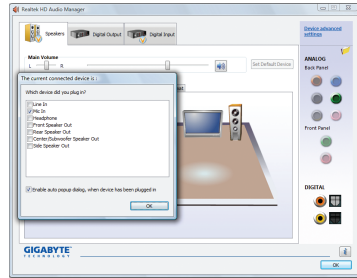 Realtek HD Audio Manager
Speakers
Digital Output
Digital Input
Device advanced
settings
Main Volume
L
R
Set Default Device
ANALOG
Back Panel
The current connected device is :
Which device did you plug in?
Line In
Mic In
Headphone
Front Speaker Out
Rear Speaker Out
Center/Subwoofer Speaker Out
Side Speaker Out
Enable auto popup dialog, when device has been plugged in
OK
Front Panel
DIGITAL
GIGABYTE
TECHNOLOGY
i
OK